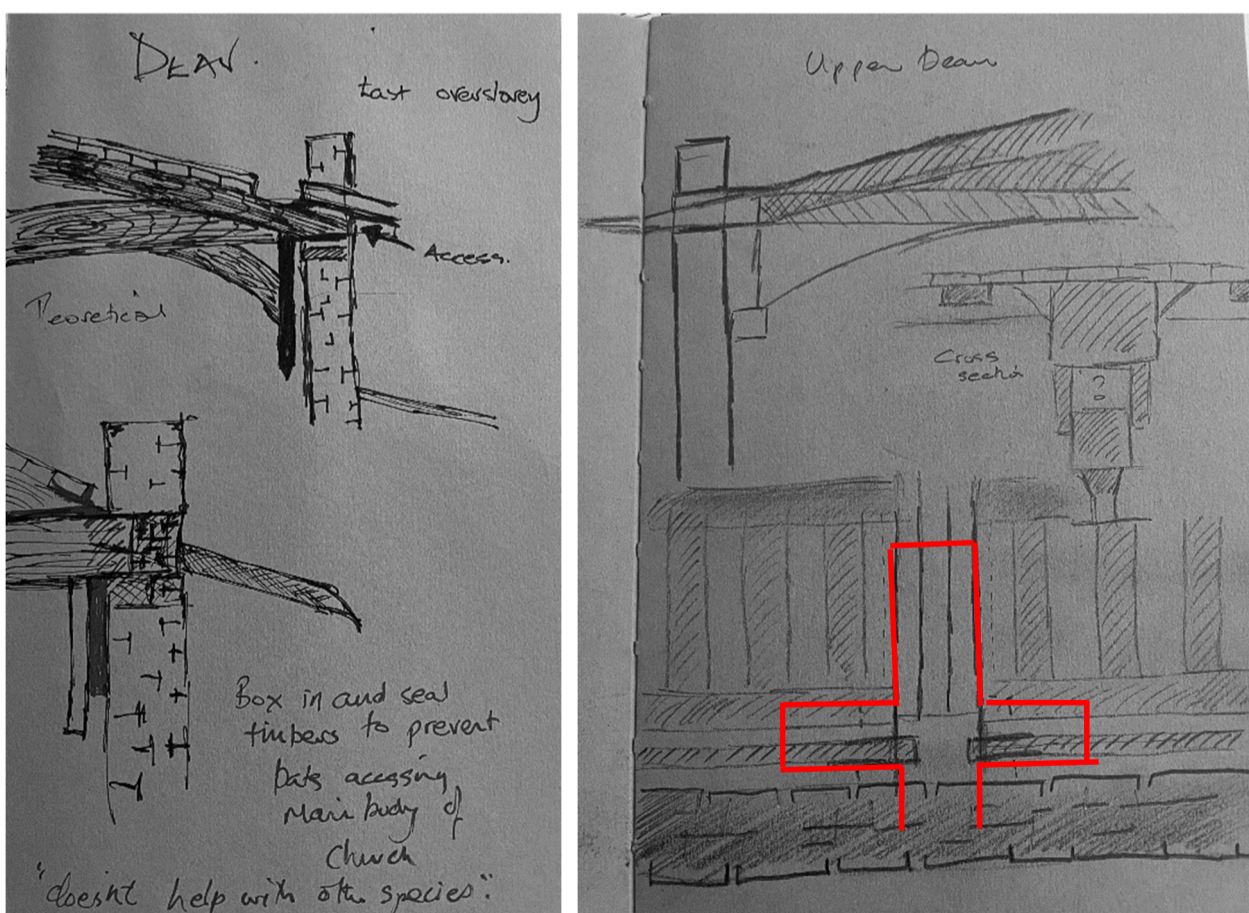 DEAN.
East overstorey
Access.
Theoretical
Box in and seal
timbers to prevent
bats accessing
Main body of
Church
"doesn't help with other species".
Upper Dean
Cross
section
?